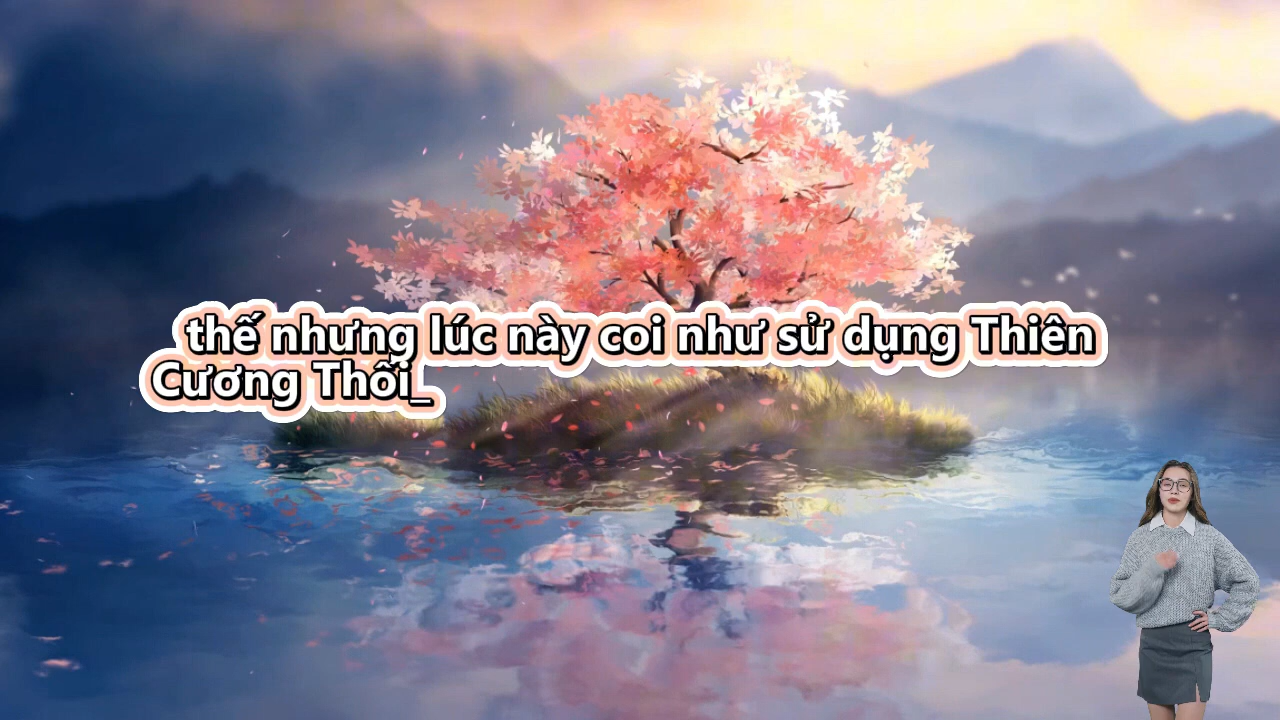 thế nhưng lúc này coi như sử dụng Thiên
Cương Thối_